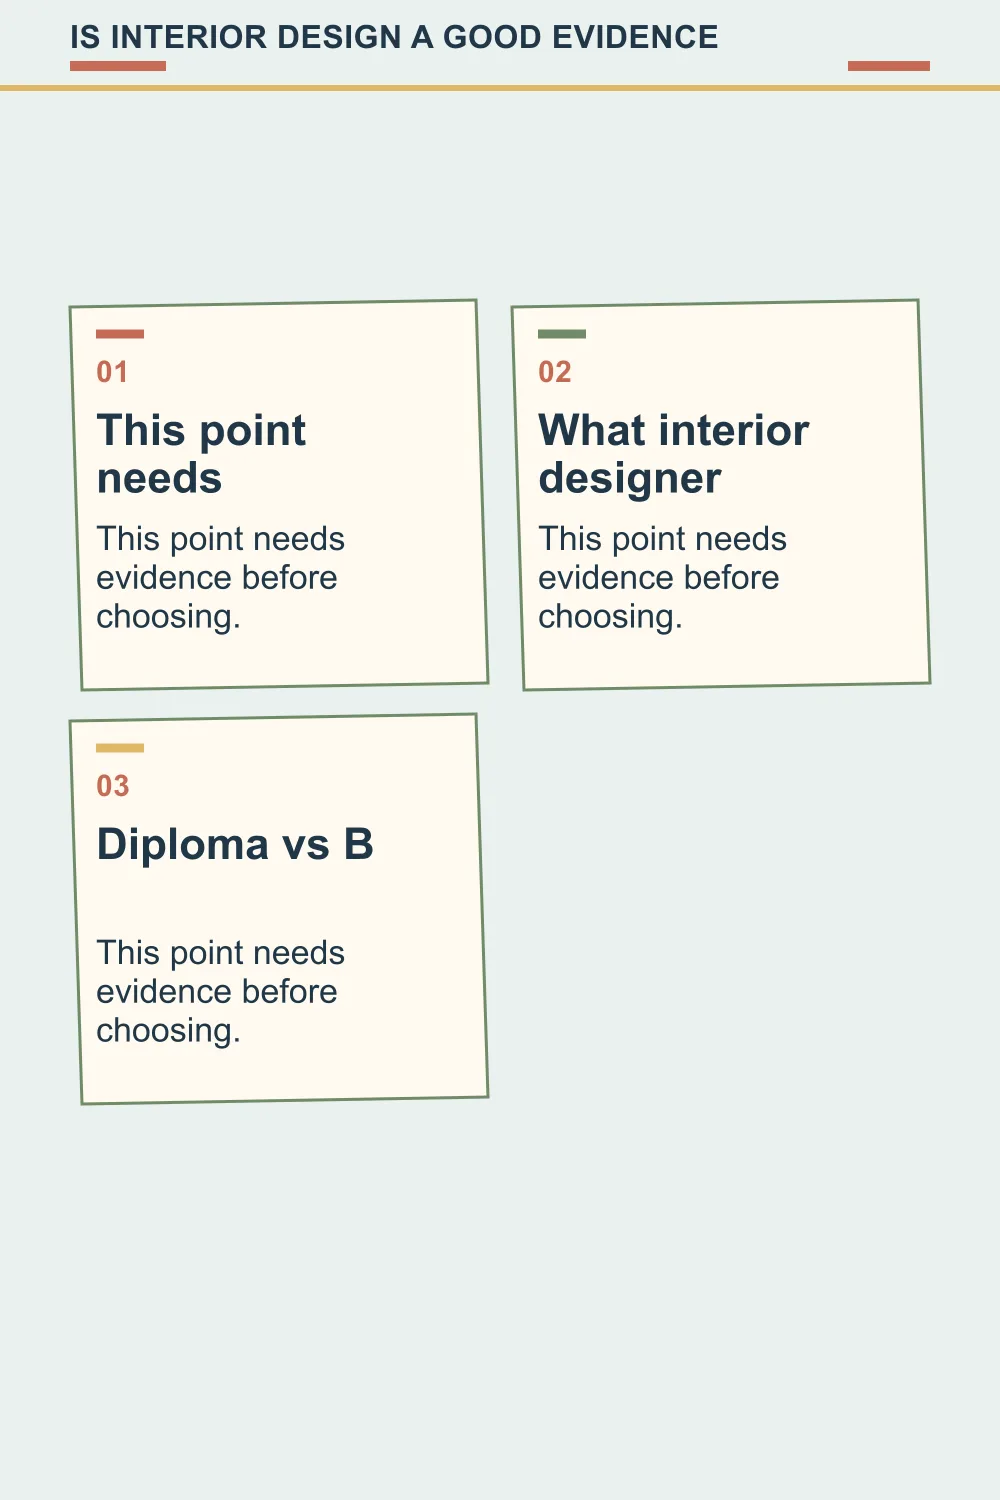 IS INTERIOR DESIGN A GOOD EVIDENCE
01
This point
needs
This point needs
evidence before
choosing.
02
What interior
designer
This point needs
evidence before
choosing.
03
Diploma vs B
This point needs
evidence before
choosing.